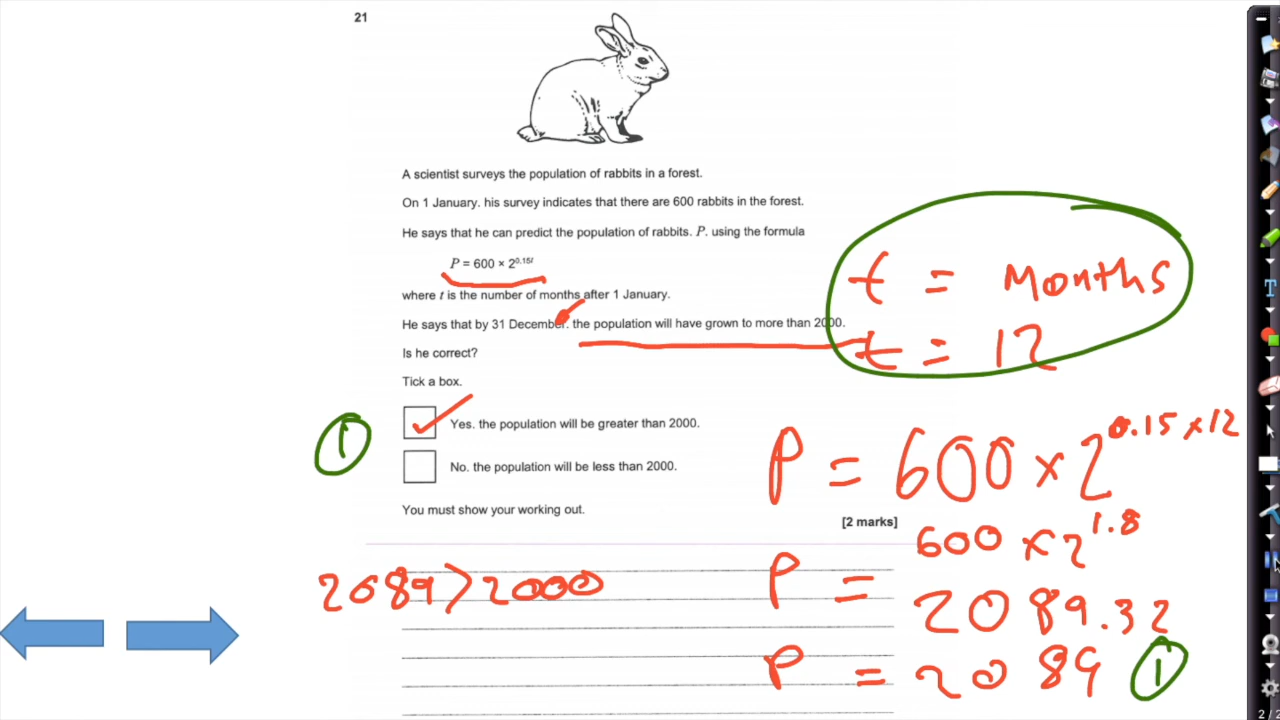 21
A scientist surveys the population of rabbits in a forest.
On 1 January. his survey indicates that there are 600 rabbits in the forest.
He says that he can predict the population of rabbits. P. using the formula
P = 600 × 2^0.15t
where t is the number of months after 1 January.
He says that by 31 December. the population will have grown to more than 2000.
Is he correct?
Tick a box.
Yes. the population will be greater than 2000.
No. the population will be less than 2000.
You must show your working out.
[2 marks]
t = Months
t = 12
1
P = 600 × 2^0.15×12
P = 600 × 2^1.8
2089.32
P = 2089 1
2089 > 2000
2/2